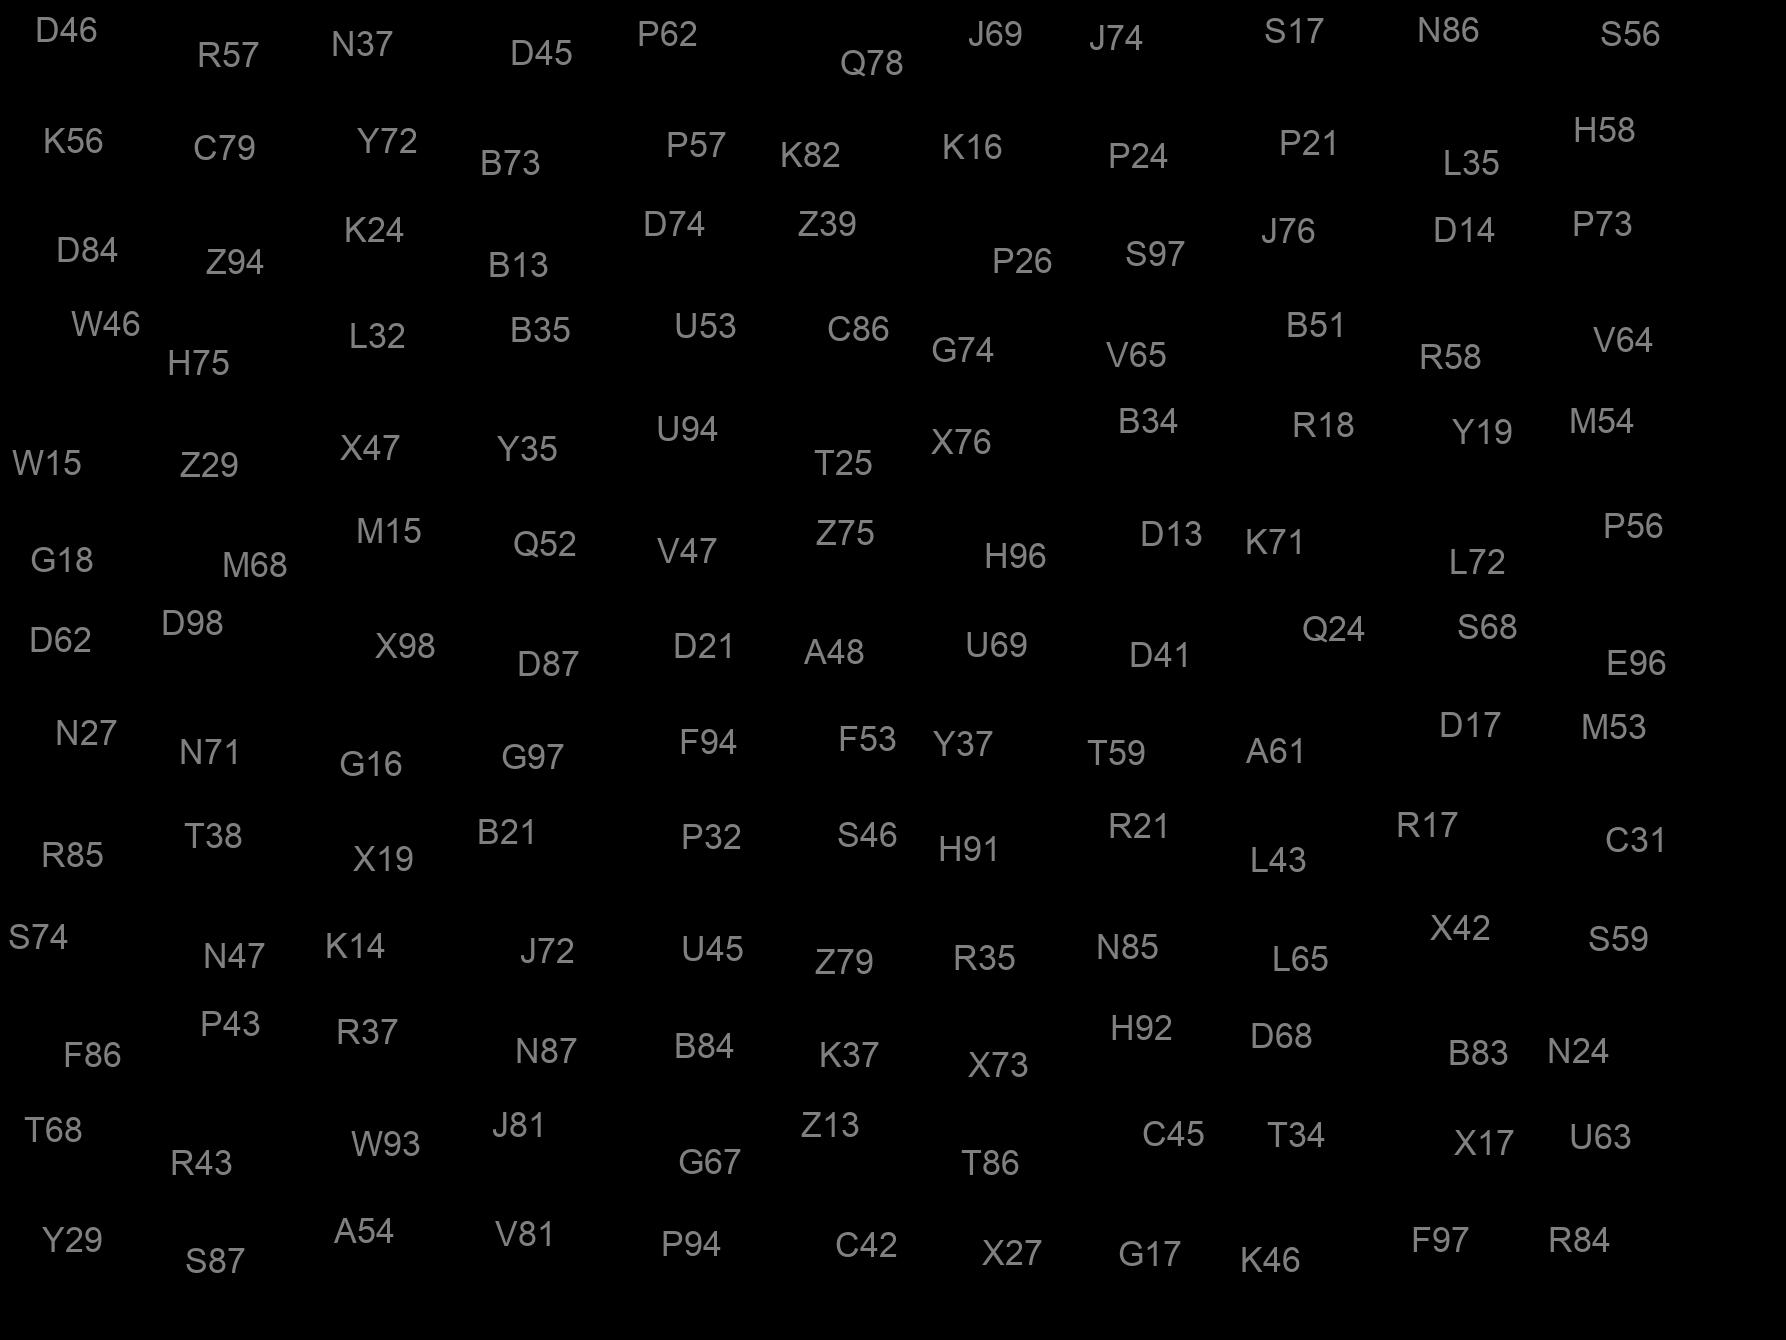 D46 R57 N37 D45 P62 Q78 J69 J74 S17 N86 S56
K56 C79 Y72 B73 P57 K82 K16 P24 P21 L35 H58
D84 Z94 K24 B13 D74 Z39 P26 S97 J76 D14 P73
W46 H75 L32 B35 U53 C86 G74 V65 B51 R58 V64
W15 Z29 X47 Y35 U94 T25 X76 B34 R18 Y19 M54
G18 M68 M15 Q52 V47 Z75 H96 D13 K71 L72 P56
D62 D98 X98 D87 D21 A48 U69 D41 Q24 S68 E96
N27 N71 G16 G97 F94 F53 Y37 T59 A61 D17 M53
R85 T38 X19 B21 P32 S46 H91 R21 L43 R17 C31
S74 N47 K14 J72 U45 Z79 R35 N85 L65 X42 S59
F86 P43 R37 N87 B84 K37 X73 H92 D68 B83 N24
T68 R43 W93 J81 G67 Z13 T86 C45 T34 X17 U63
Y29 S87 A54 V81 P94 C42 X27 G17 K46 F97 R84